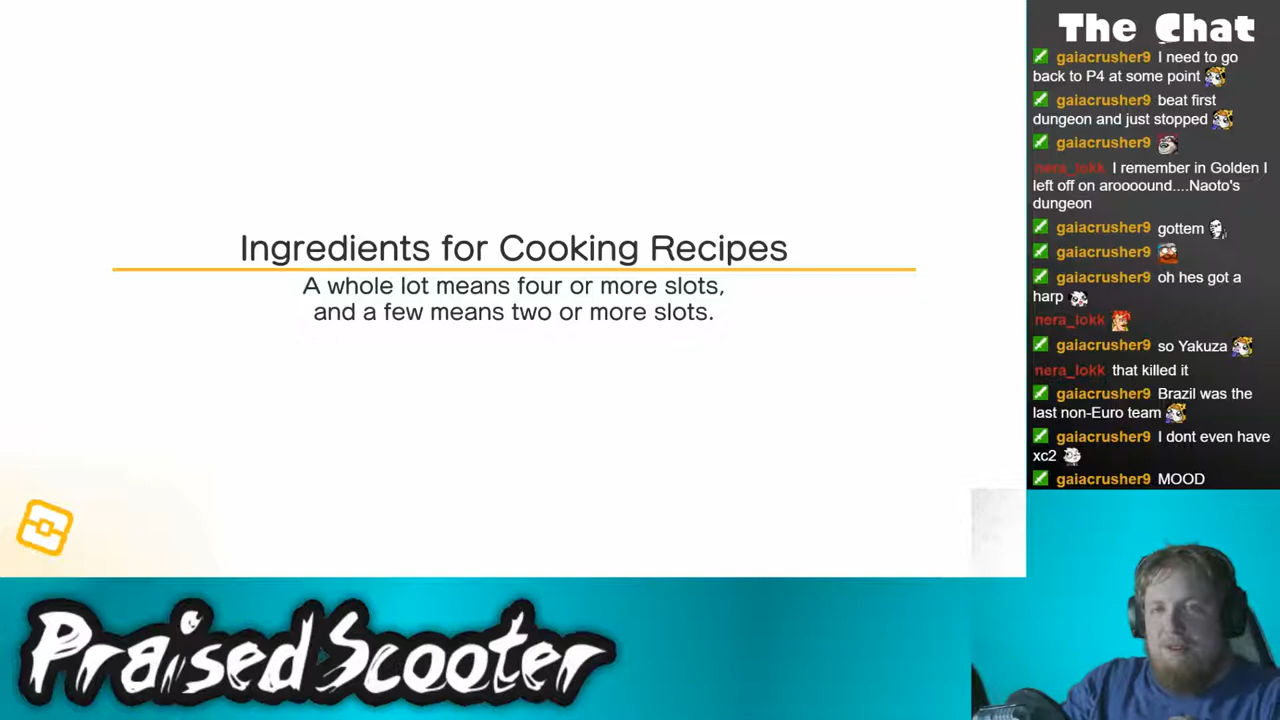 Ingredients for Cooking Recipes
A whole lot means four or more slots,
and a few means two or more slots.
The Chat
gaiacrusher9 I need to go
back to P4 at some point
gaiacrusher9 beat first
dungeon and just stopped
gaiacrusher9
nera_lokk I remember in Golden I
left off on aroooound....Naoto's
dungeon
gaiacrusher9 gottem
gaiacrusher9
gaiacrusher9 oh hes got a
harp
nera_lokk
gaiacrusher9 so Yakuza
nera_lokk that killed it
gaiacrusher9 Brazil was the
last non-Euro team
gaiacrusher9 I dont even have
xc2
gaiacrusher9 MOOD
PraisedScooter